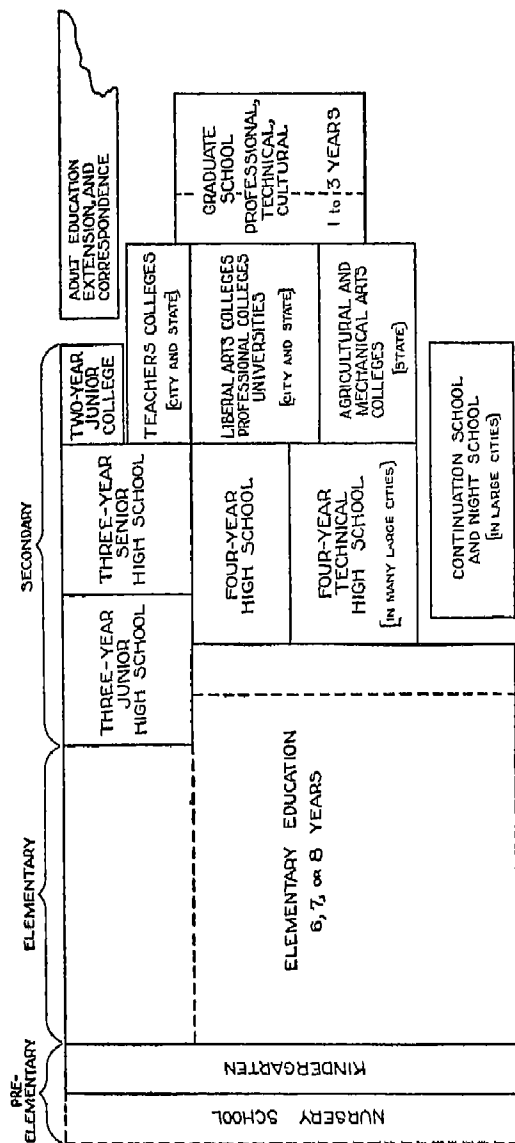 PRE-
ELEMENTARY
ELEMENTARY
SECONDARY
NURSERY SCHOOL
KINDERGARTEN
ELEMENTARY EDUCATION
6, 7, OR 8 YEARS
THREE-YEAR
JUNIOR
HIGH SCHOOL
THREE-YEAR
SENIOR
HIGH SCHOOL
TWO-YEAR
JUNIOR
COLLEGE
ADULT EDUCATION
EXTENSION, AND
CORRESPONDENCE
TEACHERS COLLEGES
[CITY AND STATE]
FOUR-YEAR
HIGH SCHOOL
LIBERAL ARTS COLLEGES
PROFESSIONAL COLLEGES
UNIVERSITIES
[CITY AND STATE]
GRADUATE
SCHOOL
PROFESSIONAL,
TECHNICAL,
CULTURAL
1 to 3 YEARS
FOUR-YEAR
TECHNICAL
HIGH SCHOOL
[IN MANY LARGE CITIES]
AGRICULTURAL AND
MECHANICAL ARTS
COLLEGES
[STATE]
CONTINUATION SCHOOL
AND NIGHT SCHOOL
[IN LARGE CITIES]